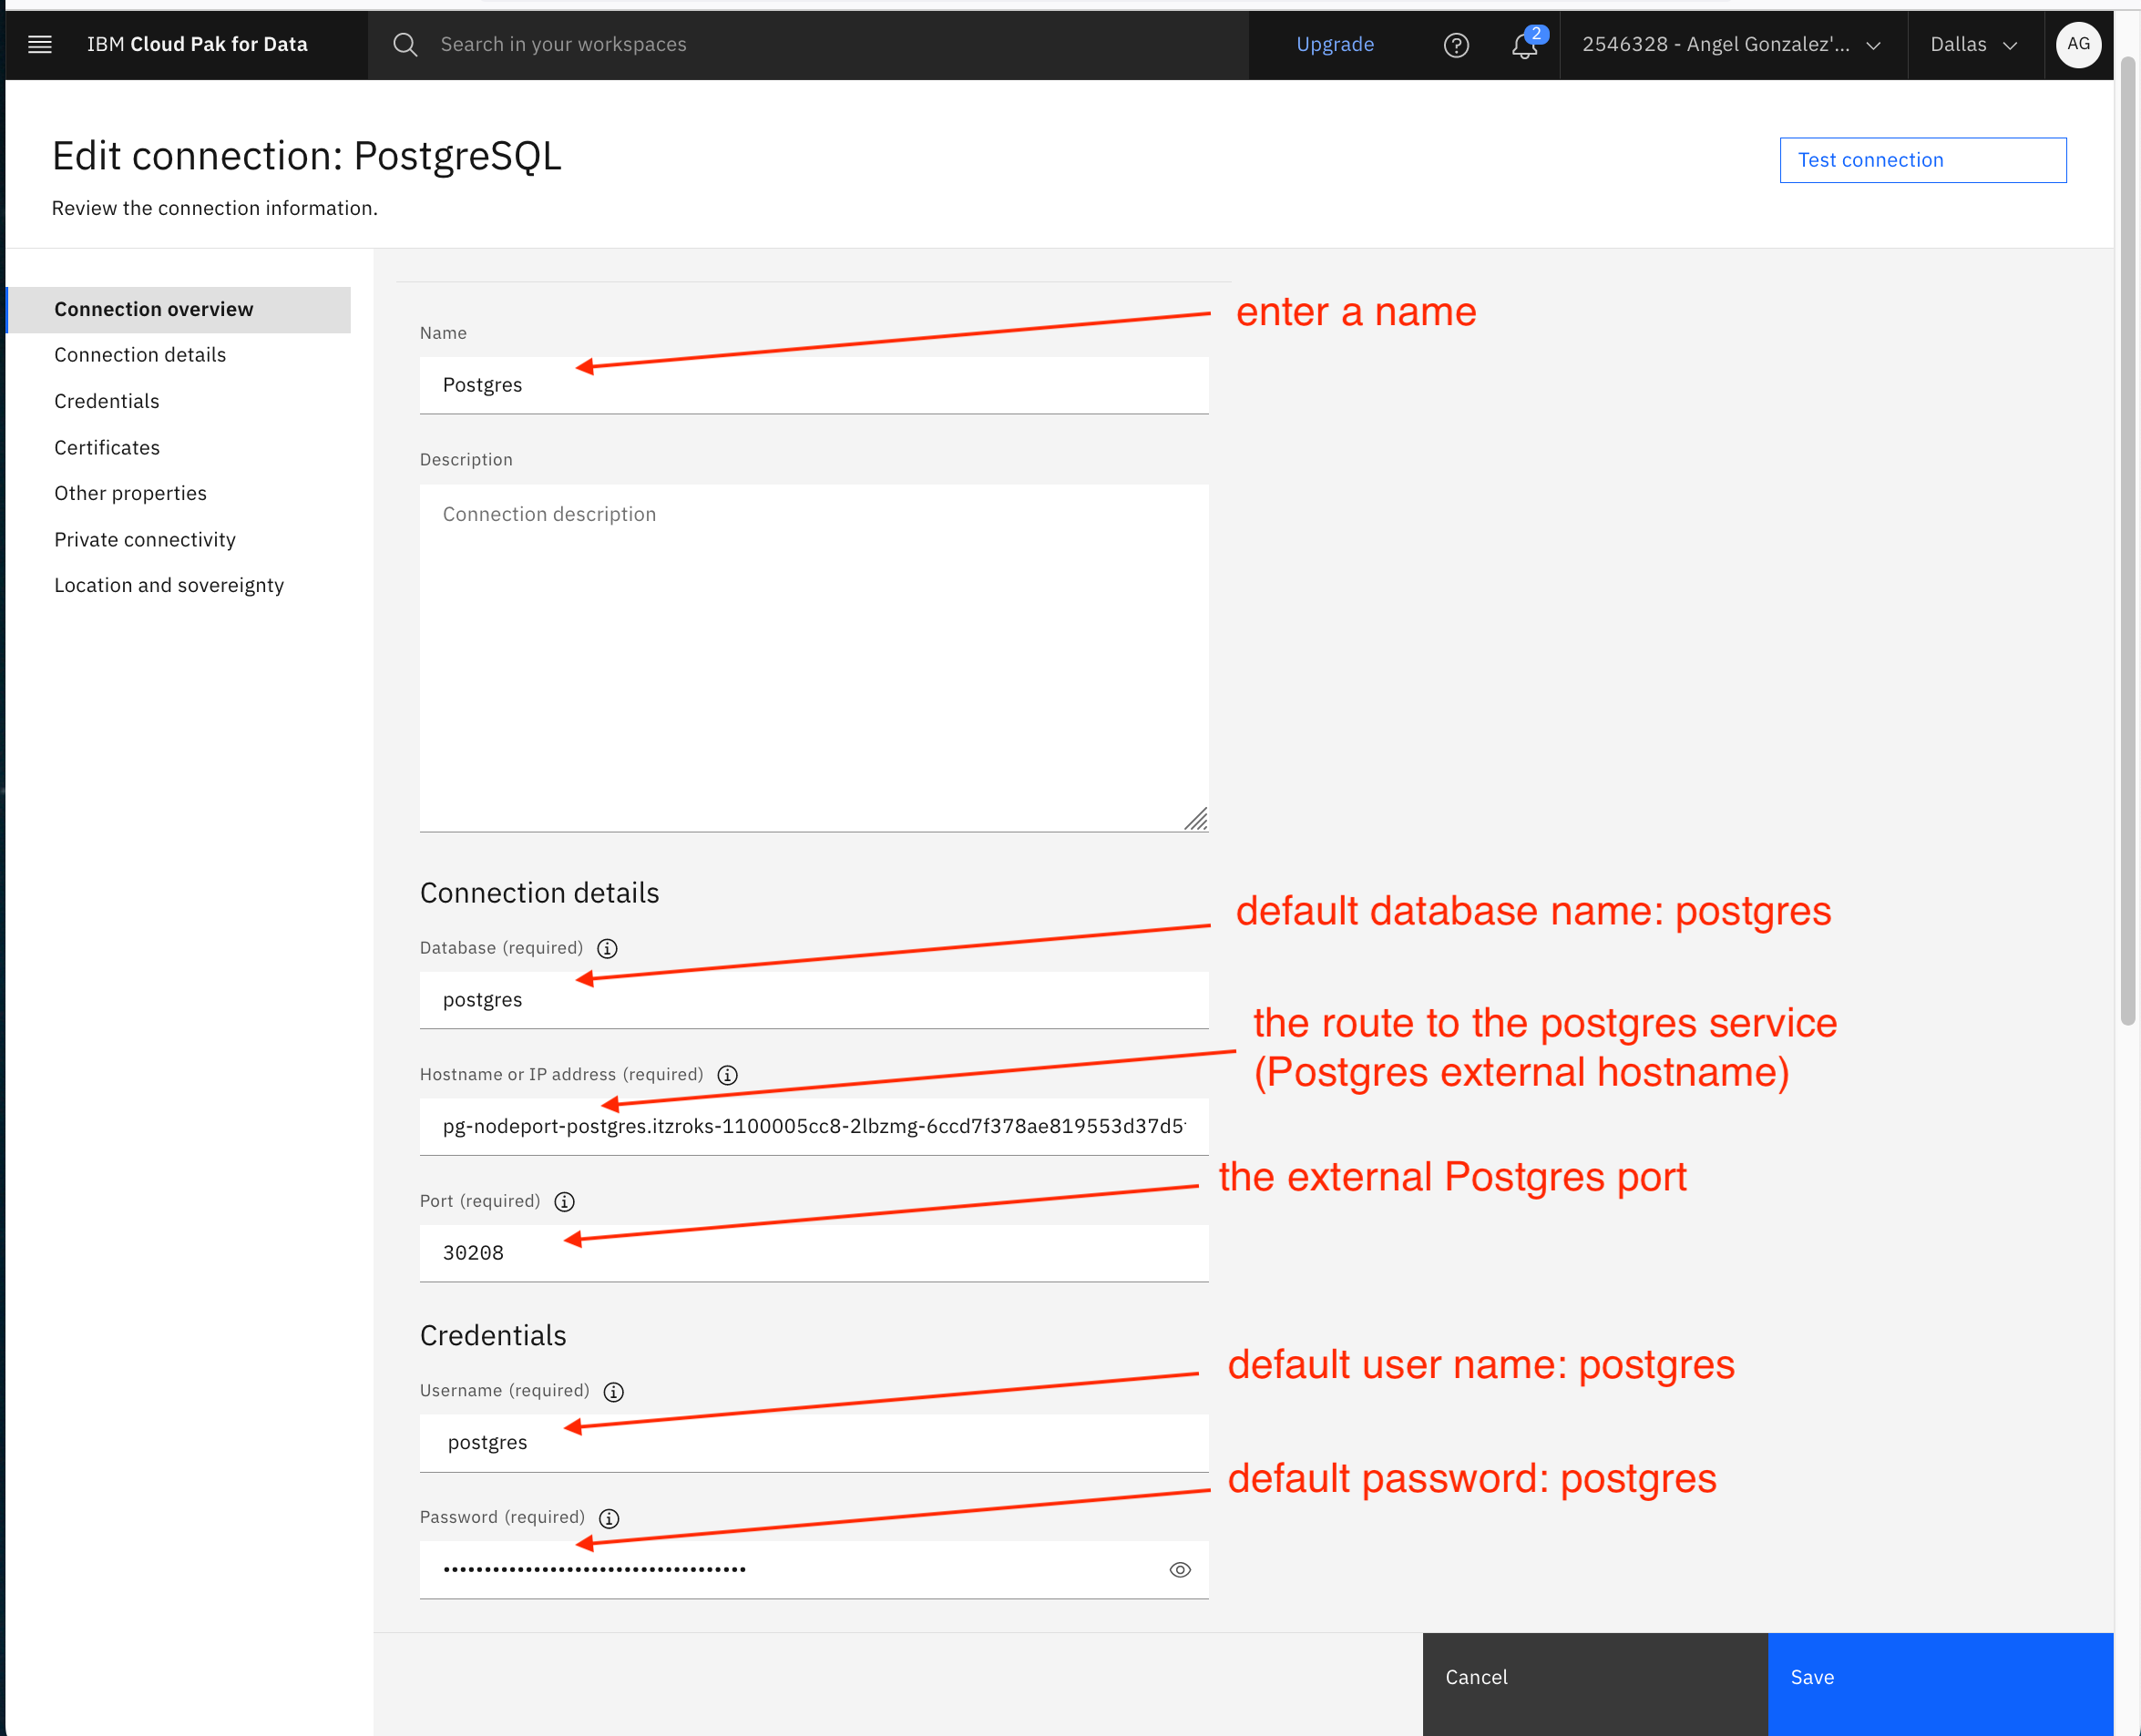 IBM Cloud Pak for Data
Search in your workspaces
Upgrade
2
2546328 - Angel Gonzalez'...
Dallas
AG
Edit connection: PostgreSQL
Review the connection information.
Test connection
Connection overview
Connection details
Credentials
Certificates
Other properties
Private connectivity
Location and sovereignty
Name
enter a name
Postgres
Description
Connection description
Connection details
default database name: postgres
Database (required)
postgres
the route to the postgres service
(Postgres external hostname)
Hostname or IP address (required)
pg-nodeport-postgres.itzroks-1100005cc8-2lbzmg-6ccd7f378ae819553d37d5
the external Postgres port
Port (required)
30208
Credentials
default user name: postgres
Username (required)
postgres
default password: postgres
Password (required)
Cancel
Save